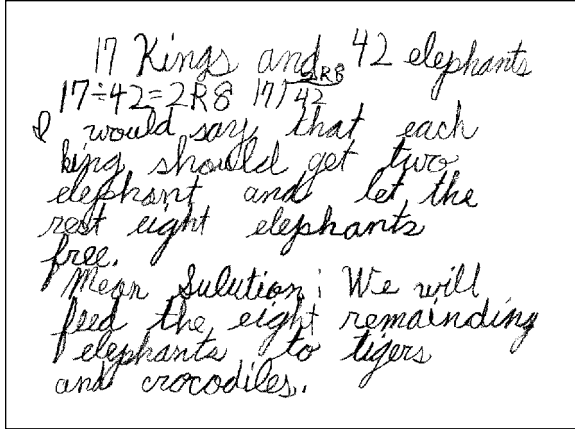 17 Kings and 42 elephants
2R8
17÷42=2R8 17)42
I would say that each
king should get two
elephant and let the
rest eight elephants
free.
Mean Sulution: We will
feed the eight remainding
elephants to tigers
and crocodiles.